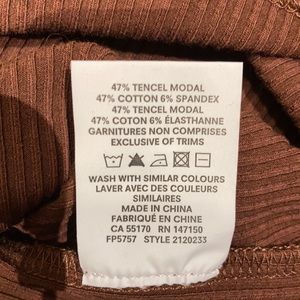 47% TENCEL MODAL
47% COTTON 6% SPANDEX
47% TENCEL MODAL
47% COTON 6% ÉLASTHANNE
GARNITURES NON COMPRISES
EXCLUSIVE OF TRIMS
WASH WITH SIMILAR COLOURS
LAVER AVEC DES COULEURS
SIMILAIRES
MADE IN CHINA
FABRIQUÉ EN CHINE
CA 55170 RN 147150
FP5757 STYLE 2120233